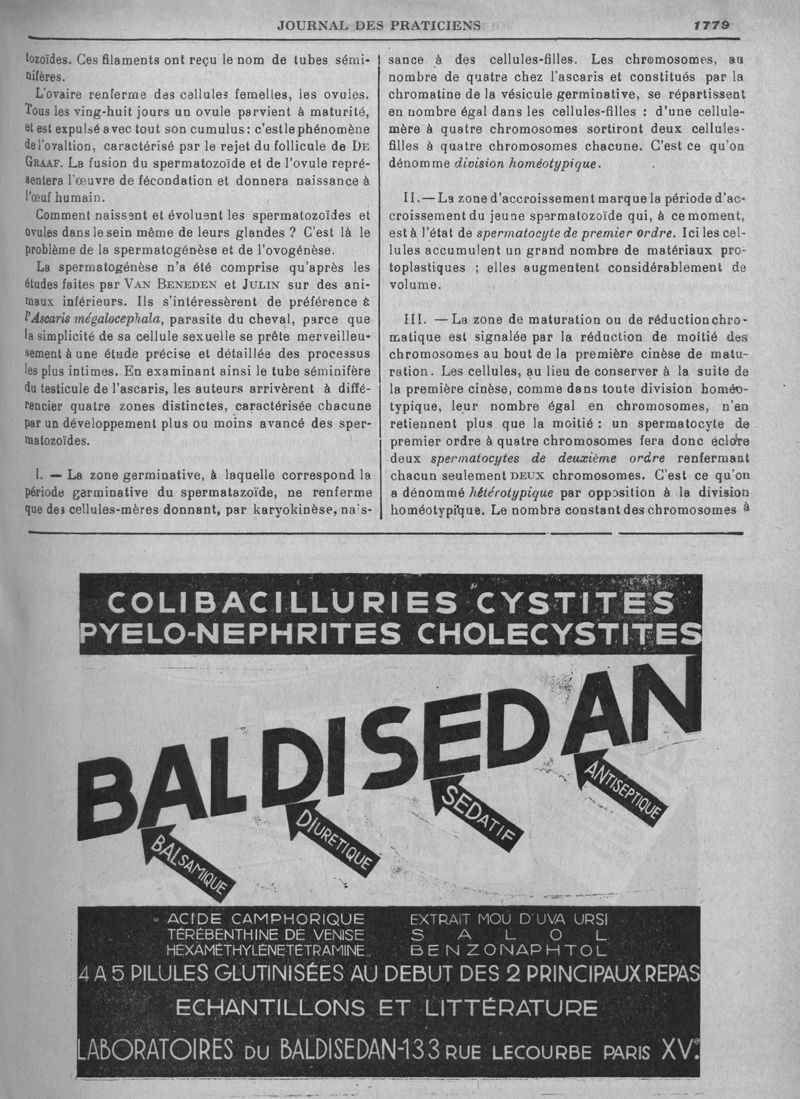 JOURNAL DES PRATICIENS 1779
tozoïdes. Ces filaments ont reçu le nom de tubes sémi-
nifères.
L'ovaire renferme des cellules femelles, les ovules.
Tous les ving-huit jours un ovule parvient à maturité,
et est expulsé avec tout son cumulus : c'est le phénomène
de l'ovaltion, caractérisé par le rejet du follicule de DE
GRAAF. La fusion du spermatozoïde et de l'ovule repré-
sentera l'œuvre de fécondation et donnera naissance à
l'œuf humain.
Comment naissent et évoluent les spermatozoïdes et
ovules dans le sein même de leurs glandes ? C'est là le
problème de la spermatogénèse et de l'ovogénèse.
La spermatogénèse n'a été comprise qu'après les
études faites par VAN BENEDEN et JULIN sur des ani-
maux inférieurs. Ils s'intéressèrent de préférence à
l'Ascaris mégalocephala, parasite du cheval, parce que
la simplicité de sa cellule sexuelle se prête merveilleu-
sement à une étude précise et détaillée des processus
les plus intimes. En examinant ainsi le tube séminifère
du testicule de l'ascaris, les auteurs arrivèrent à diffé-
rencier quatre zones distinctes, caractérisée chacune
par un développement plus ou moins avancé des sper-
matozoïdes.
I. — La zone germinative, à laquelle correspond la
période garminative du spermatazoïde, ne renferme
que des cellules-mères donnant, par karyokinèse, nais-
sance à des cellules-filles. Les chromosomes, au
nombre de quatre chez l'ascaris et constitués par la
chromatine de la vésicule germinative, se répartissent
en nombre égal dans les cellules-filles : d'une cellule-
mère à quatre chromosomes sortiront deux cellules-
filles à quatre chromosomes chacune. C'est ce qu'on
dénomme division homéotypique.
II. — La zone d'accroissement marque la période d'ac-
croissement du jeune spermatozoïde qui, à ce moment,
est à l'état de spermatocyte de premier ordre. Ici les cel-
lules accumulent un grand nombre de matériaux pro-
toplastiques ; elles augmentent considérablement de
volume.
III. — La zone de maturation ou de réduction chro-
matique est signalée par la réduction de moitié des
chromosomes au bout de la première cinèse de matu-
ration. Les cellules, au lieu de conserver à la suite de
la première cinèse, comme dans toute division homéo-
typique, leur nombre égal en chromosomes, n'en
retiennent plus que la moitié : un spermatocyte de
premier ordre à quatre chromosomes fera donc éclore
deux spermatocytes de deuxième ordre renfermant
chacun seulement DEUX chromosomes. C'est ce qu'on
a dénommé hétérotypique par opposition à la division
homéotypique. Le nombre constant des chromosomes à
COLIBACILLURIES CYSTITES
PYELO-NEPHRITES CHOLECYSTITES
BALDISEDAN
BALSAMIQUE
DIURETIQUE
SEDATIF
ANTISEPTIQUE
ACIDE CAMPHORIQUE EXTRAIT MOU D'UVA URSI
TÉRÉBENTHINE DE VENISE SALOL
HEXAMÉTHYLÉNETÉTRAMINE BENZONAPHTOL
4 A 5 PILULES GLUTINISÉES AU DEBUT DES 2 PRINCIPAUX REPAS
ECHANTILLONS ET LITTÉRATURE
LABORATOIRES DU BALDISEDAN-133 RUE LECOURBE PARIS XVe.